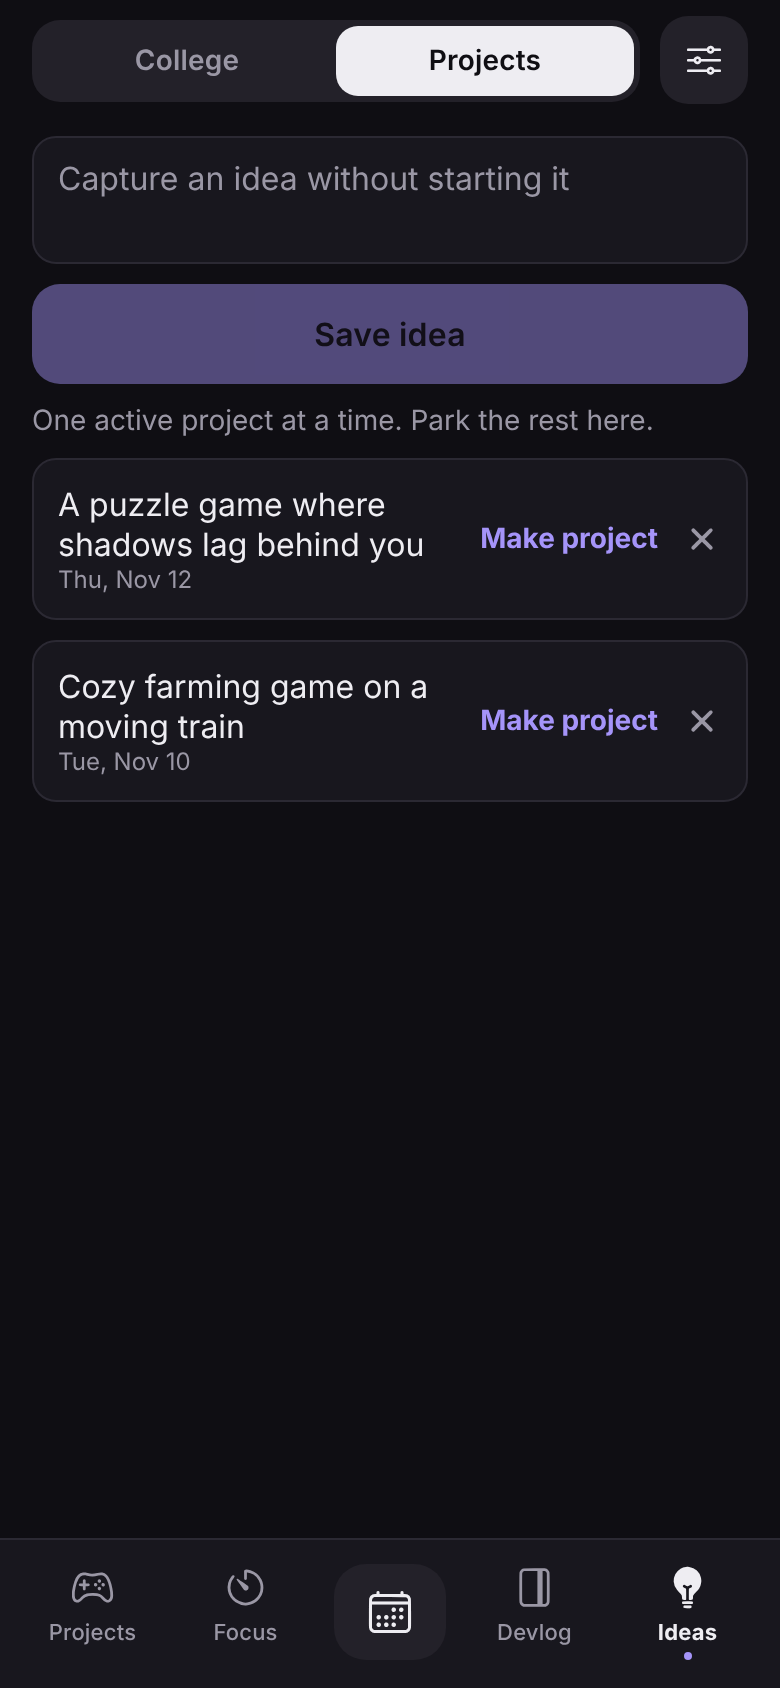 College
Projects
Capture an idea without starting it
Save idea
One active project at a time. Park the rest here.
A puzzle game where
shadows lag behind you
Thu, Nov 12
Make project
Cozy farming game on a
moving train
Tue, Nov 10
Make project
Projects
Focus
Devlog
Ideas